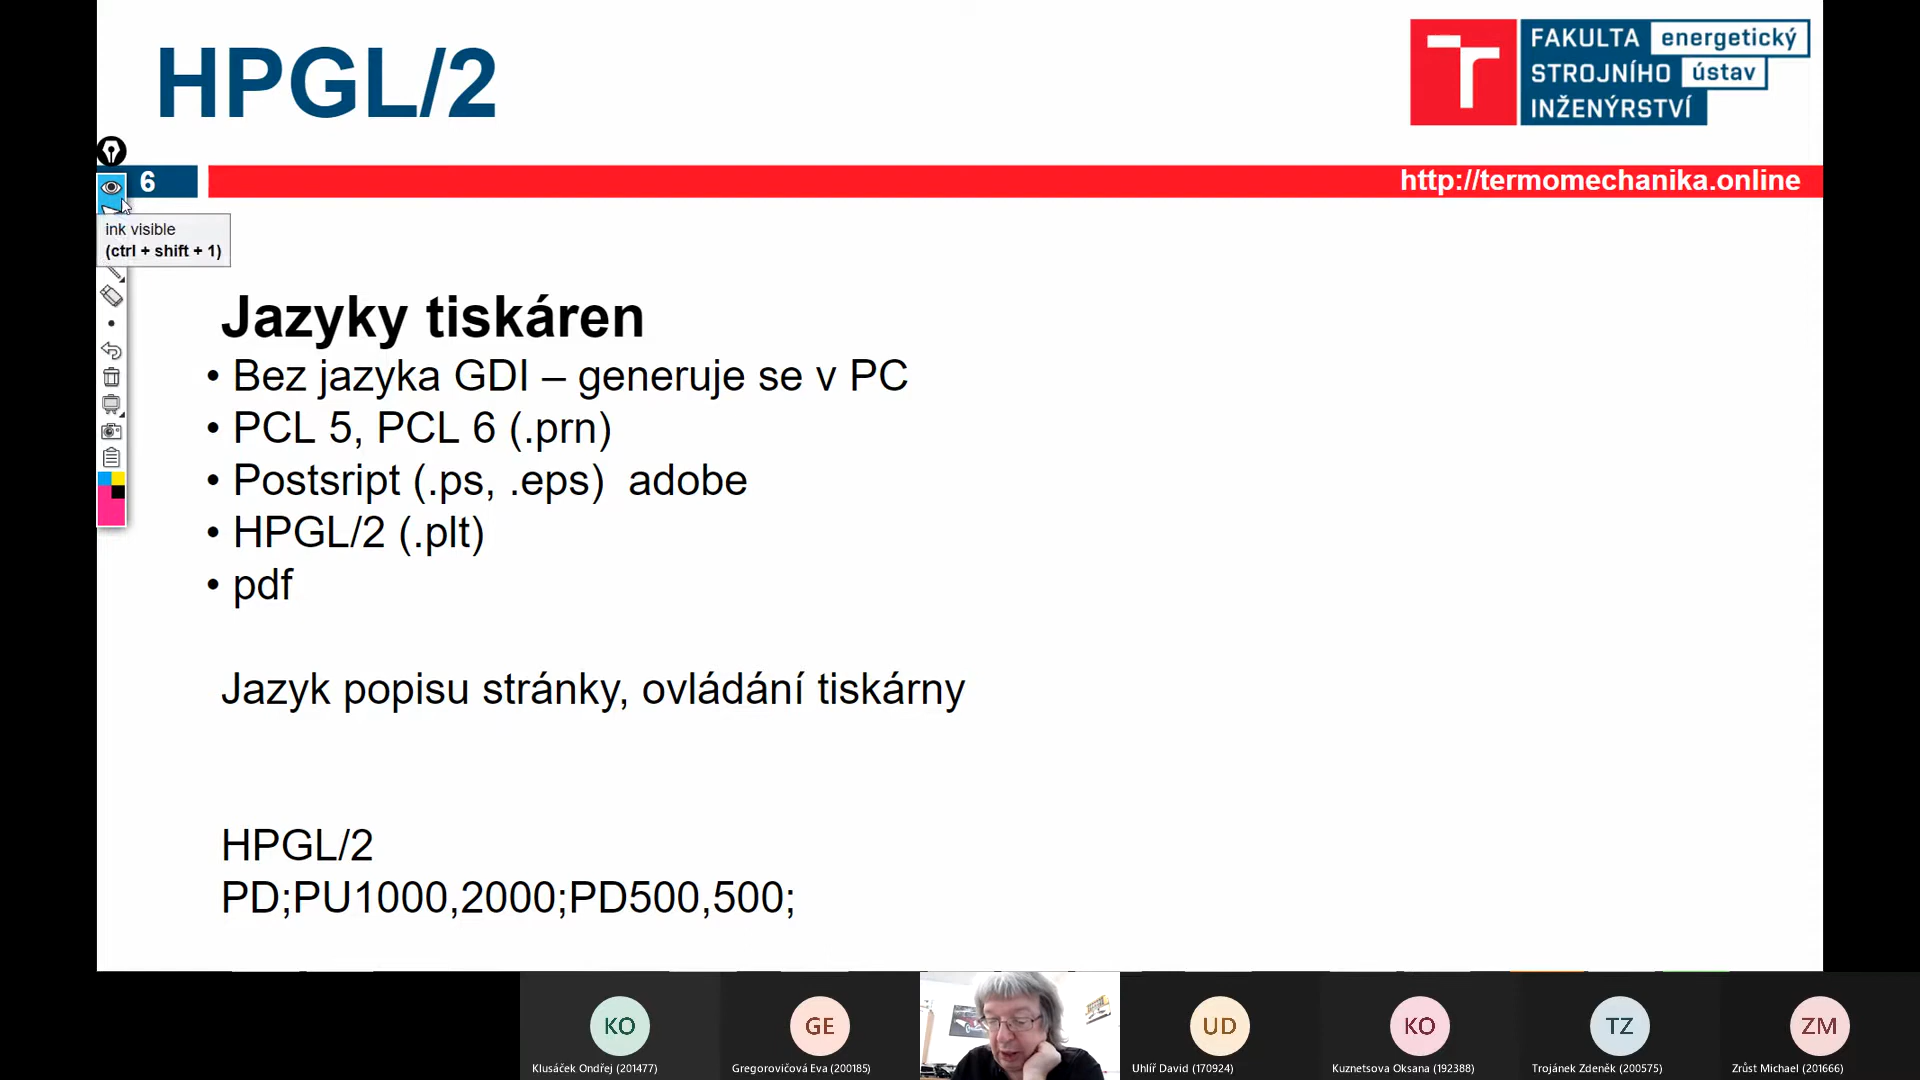 HPGL/2
FAKULTA energetický
STROJNÍHO ústav
INŽENÝRSTVÍ
6
http://termomechanika.online
ink visible
(ctrl + shift + 1)
Jazyky tiskáren
• Bez jazyka GDI – generuje se v PC
• PCL 5, PCL 6 (.prn)
• Postsript (.ps, .eps)  adobe
• HPGL/2 (.plt)
• pdf
Jazyk popisu stránky, ovládání tiskárny
HPGL/2
PD;PU1000,2000;PD500,500;
KO GE UD KO TZ ZM
Klusáček Ondřej (201477) Gregorovičová Eva (200185) Uhlíř David (170924) Kuznetsova Oksana (192388) Trojánek Zdeněk (200575) Zrůst Michael (201666)